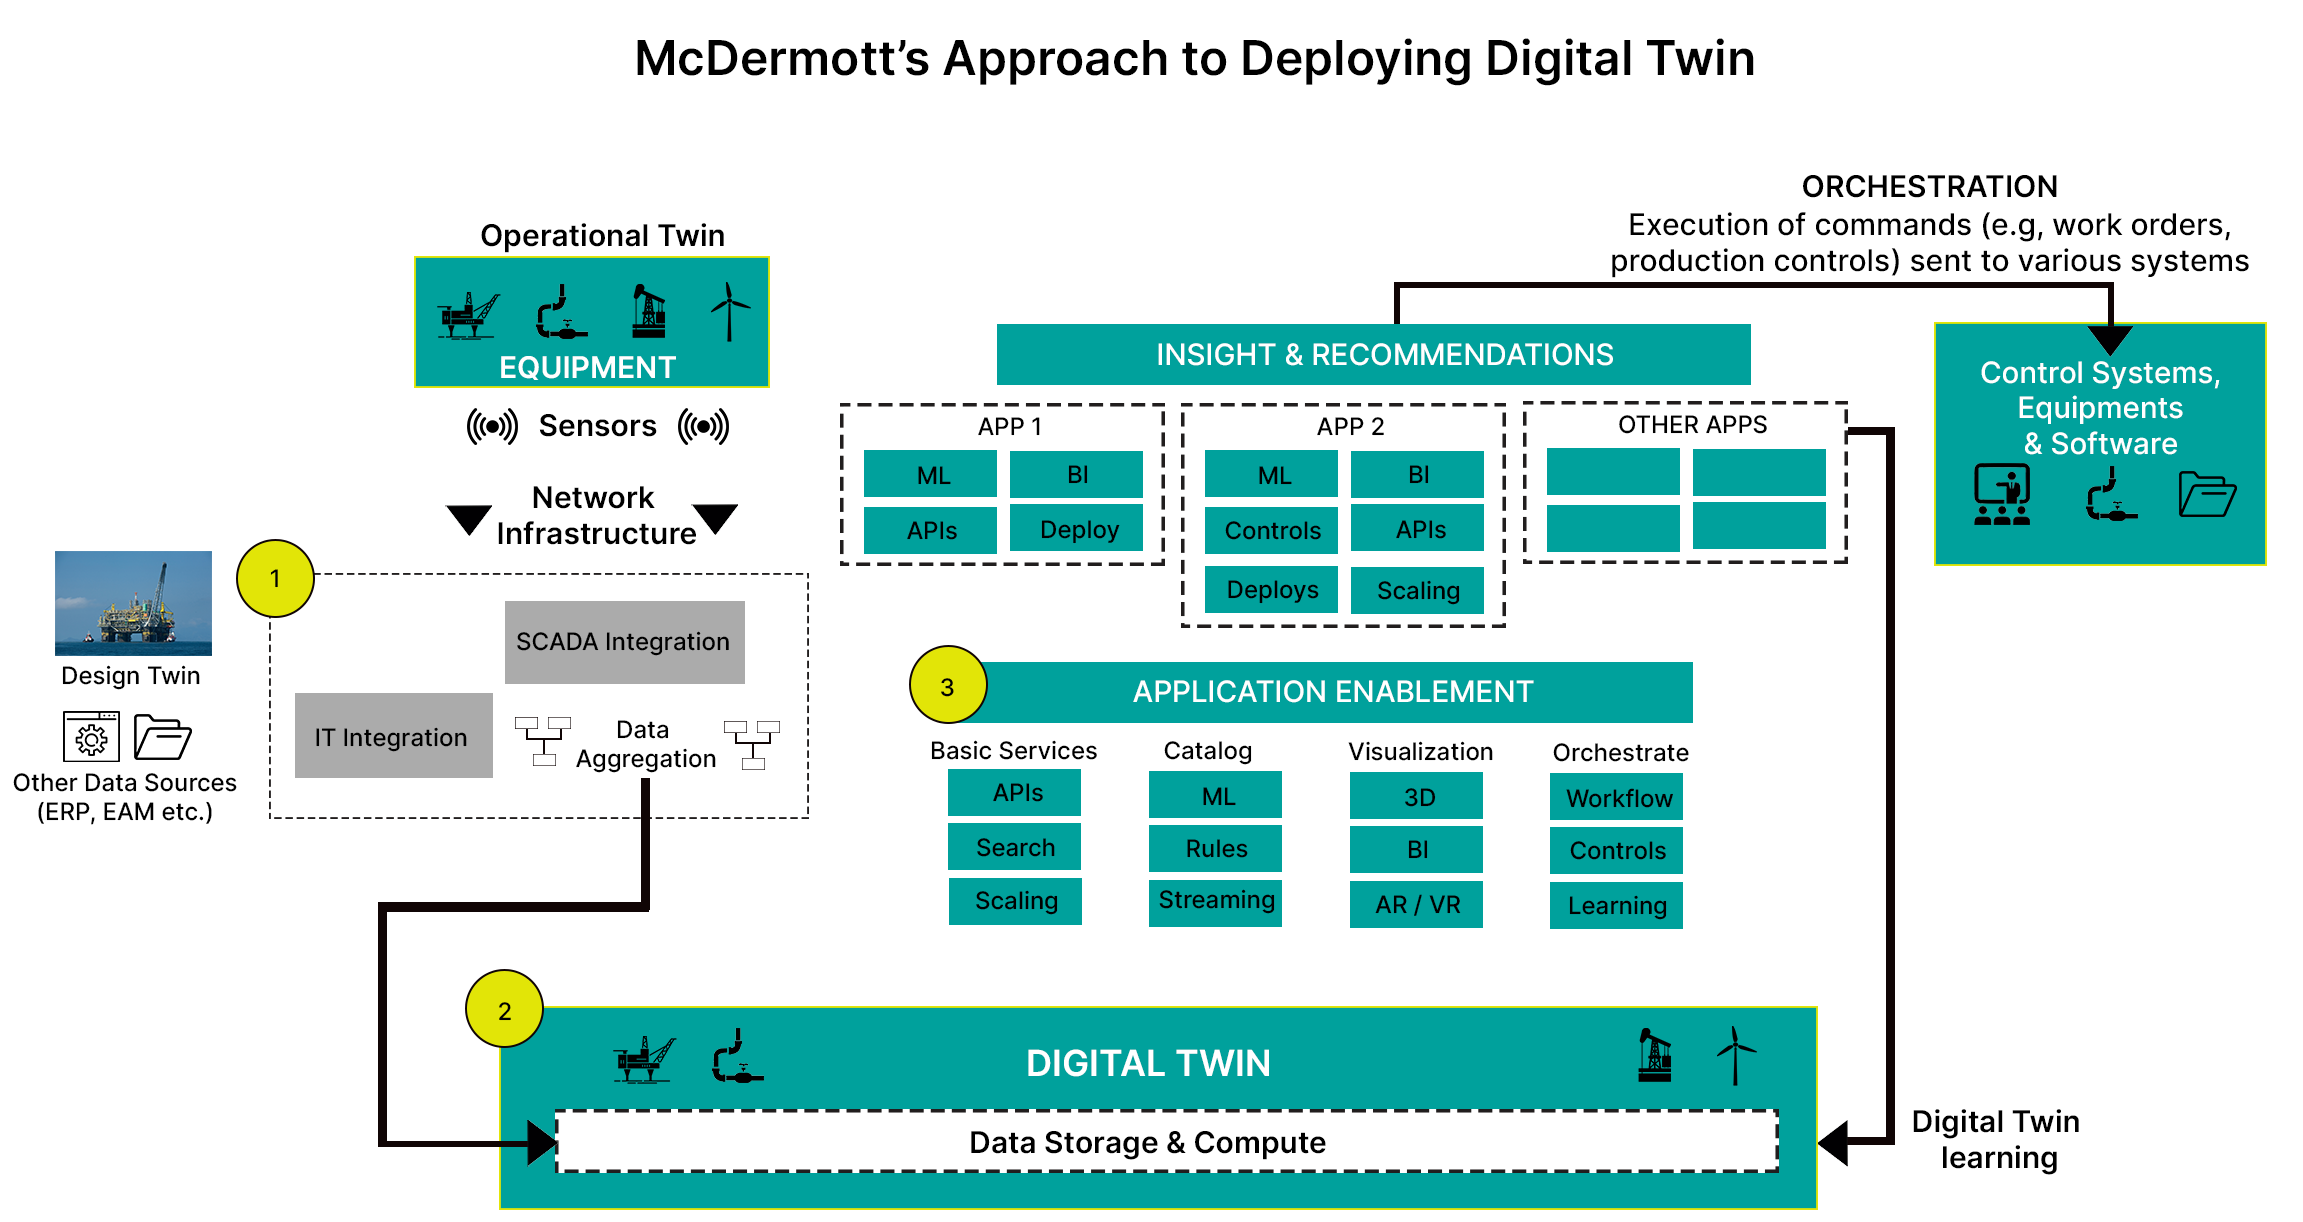 McDermott’s Approach to Deploying Digital Twin
ORCHESTRATION
Execution of commands (e.g, work orders,
production controls) sent to various systems
Operational Twin
EQUIPMENT
Sensors
Network
Infrastructure
1
Design Twin
Other Data Sources
(ERP, EAM etc.)
SCADA Integration
IT Integration
Data
Aggregation
INSIGHT & RECOMMENDATIONS
APP 1
ML
BI
APIs
Deploy
APP 2
ML
BI
Controls
APIs
Deploys
Scaling
OTHER APPS
Control Systems,
Equipments
& Software
3
APPLICATION ENABLEMENT
Basic Services
APIs
Search
Scaling
Catalog
ML
Rules
Streaming
Visualization
3D
BI
AR / VR
Orchestrate
Workflow
Controls
Learning
2
DIGITAL TWIN
Data Storage & Compute
Digital Twin
learning